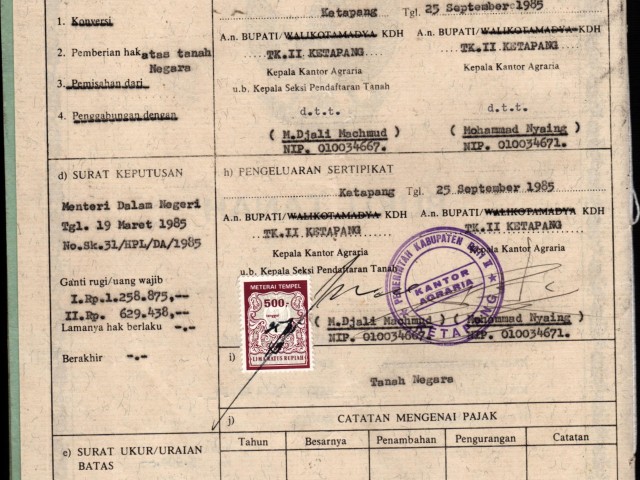 1. Konversi
2. Pemberian hak atas tanah
Negara
3. Pemisahan dari
4. Penggabungan dengan
Ketapang Tgl. 25 September 1985
A.n. BUPATI/WALIKOTAMADYA KDH A.n. BUPATI/WALIKOTAMADYA KDH
TK.II KETAPANG TK.II KETAPANG
Kepala Kantor Agraria Kepala Kantor Agraria
u.b. Kepala Seksi Pendaftaran Tanah
d.t.t. d.t.t.
( M.Djali Machmud ) ( Mohammad Nyaing )
NIP. 010034667. NIP. 010034671.
d) SURAT KEPUTUSAN
Menteri Dalam Negeri
Tgl. 19 Maret 1985
No.Sk.31/HPL/DA/1985
Ganti rugi/uang wajib
I.Rp.1.258.875,--
II.Rp. 629.438,--
Lamanya hak berlaku -.-
Berakhir -.-
h) PENGELUARAN SERTIPIKAT
Ketapang Tgl. 25 September 1985
A.n. BUPATI/WALIKOTAMADYA KDH A.n. BUPATI/WALIKOTAMADYA KDH
TK.II KETAPANG TK.II KETAPANG
Kepala Kantor Agraria Kepala Kantor Agraria
u.b. Kepala Seksi Pendaftaran Tanah
PEMERINTAH KABUPATEN DATI II
KANTOR
AGRARIA
KETAPANG
METERAI TEMPEL
500
LIMA RATUS RUPIAH
( M.Djali Machmud ) ( Mohammad Nyaing )
NIP. 010034667 NIP. 010034671.
i)
Tanah Negara
j) CATATAN MENGENAI PAJAK
Tahun Besarnya Penambahan Pengurangan Catatan
e) SURAT UKUR/URAIAN
BATAS